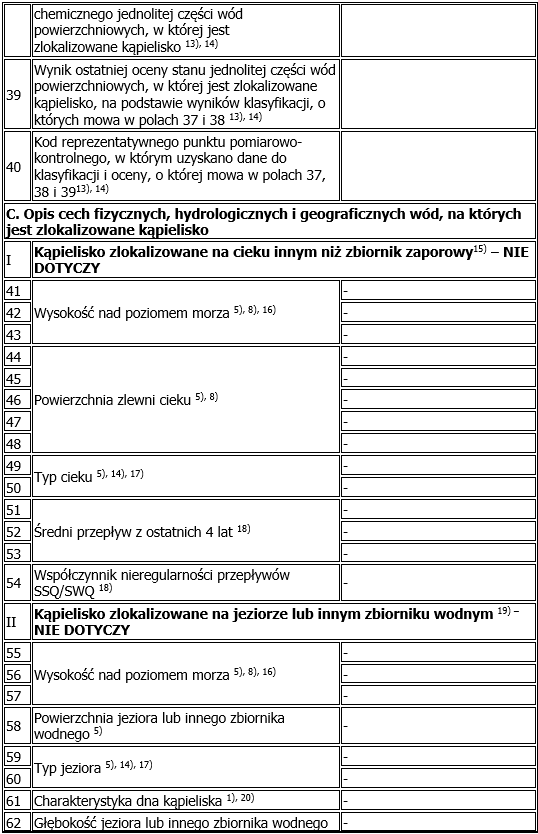 chemicznego jednolitej części wód
powierzchniowych, w której jest
zlokalizowane kąpielisko 13), 14)
39
Wynik ostatniej oceny stanu jednolitej części wód
powierzchniowych, w której jest zlokalizowane
kąpielisko, na podstawie wyników klasyfikacji, o
których mowa w polach 37 i 38 13), 14)
40
Kod reprezentatywnego punktu pomiarowo-
kontrolnego, w którym uzyskano dane do
klasyfikacji i oceny, o której mowa w polach 37,
38 i 3913), 14)
C. Opis cech fizycznych, hydrologicznych i geograficznych wód, na których
jest zlokalizowane kąpielisko
I
Kąpielisko zlokalizowane na cieku innym niż zbiornik zaporowy15) – NIE
DOTYCZY
41 -
42 Wysokość nad poziomem morza 5), 8), 16) -
43 -
44 -
45 -
46 Powierzchnia zlewni cieku 5), 8) -
47 -
48 -
49 -
Typ cieku 5), 14), 17)
50 -
51 -
52 Średni przepływ z ostatnich 4 lat 18) -
53 -
54 -
Współczynnik nieregularności przepływów
SSQ/SWQ 18)
II
Kąpielisko zlokalizowane na jeziorze lub innym zbiorniku wodnym 19) –
NIE DOTYCZY
55 -
56 Wysokość nad poziomem morza 5), 8), 16) -
57 -
58 -
Powierzchnia jeziora lub innego zbiornika
wodnego 5)
59 -
Typ jeziora 5), 14), 17)
60 -
61 Charakterystyka dna kąpieliska 1), 20) -
62 Głębokość jeziora lub innego zbiornika wodnego -